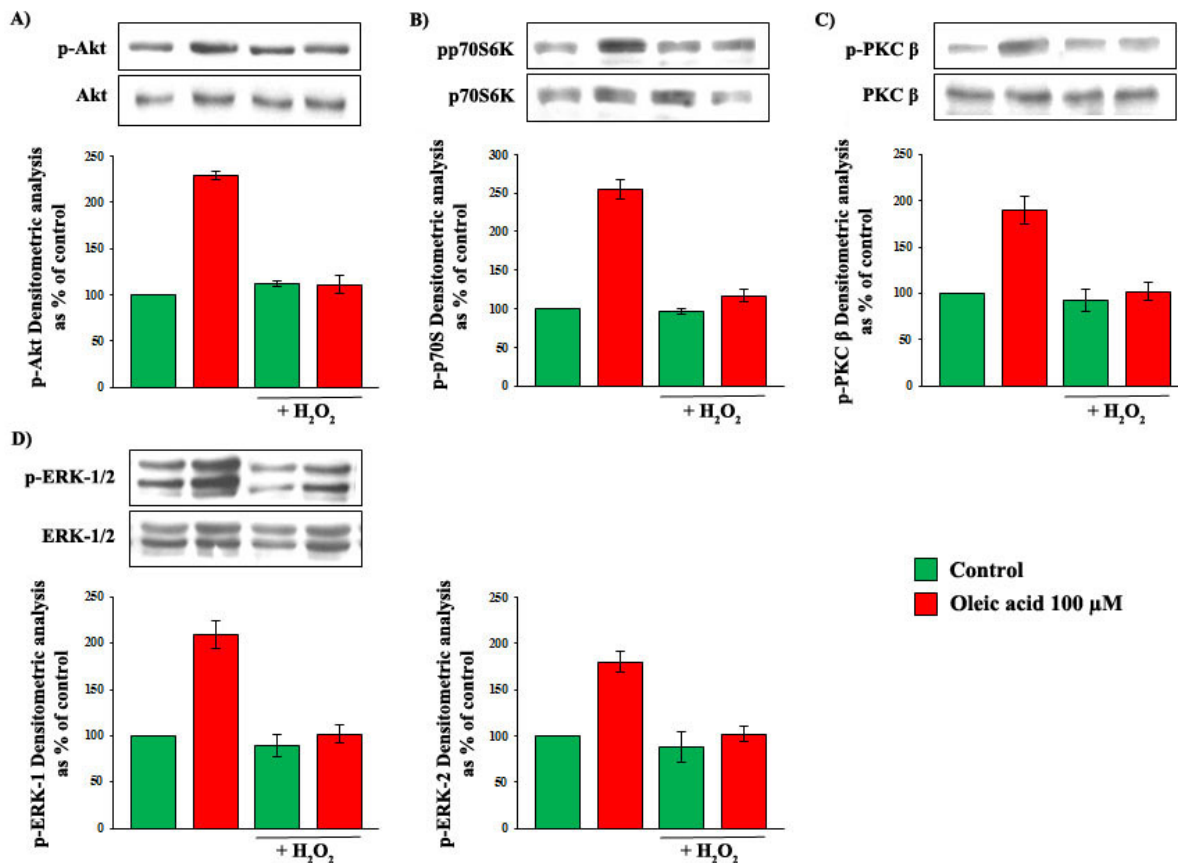 A)
p-Akt
Akt
p-Akt Densitometric analysis
as % of control
250
200
150
100
50
0
+ H₂O₂
B)
pp70S6K
p70S6K
p-p70S Densitometric analysis
as % of control
300
250
200
150
100
50
0
+ H₂O₂
C)
p-PKC β
PKC β
p-PKC β Densitometric analysis
as % of control
250
200
150
100
50
0
+ H₂O₂
D)
p-ERK-1/2
ERK-1/2
p-ERK-1 Densitometric analysis
as % of control
250
200
150
100
50
0
+ H₂O₂
p-ERK-2 Densitometric analysis
as % of control
250
200
150
100
50
0
+ H₂O₂
Control
Oleic acid 100 µM